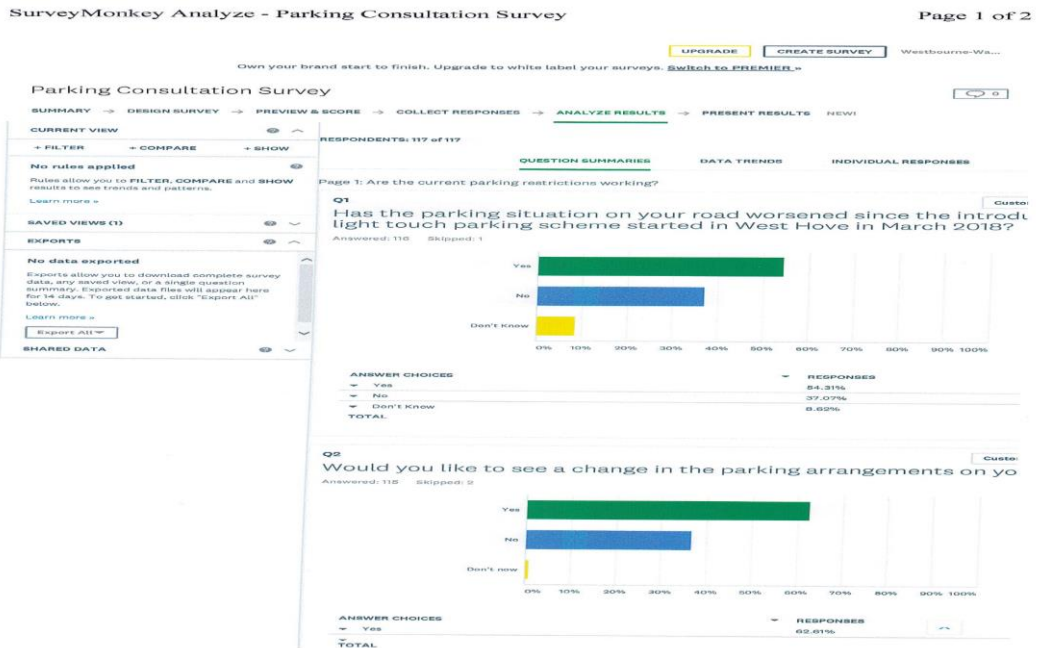 SurveyMonkey Analyze - Parking Consultation Survey
Page 1 of 2
UPGRADE
CREATE SURVEY
Westbourne-Wa...
Own your brand start to finish. Upgrade to white label your surveys. Switch to PREMIER »
Parking Consultation Survey
0
SUMMARY → DESIGN SURVEY → PREVIEW & SCORE → COLLECT RESPONSES → ANALYZE RESULTS → PRESENT RESULTS NEW!
CURRENT VIEW
+ FILTER + COMPARE + SHOW
No rules applied
Rules allow you to FILTER, COMPARE and SHOW
results to see trends and patterns.
Learn more »
SAVED VIEWS (1)
EXPORTS
No data exported
Exports allow you to download complete survey
data, any saved view, or a single question
summary. Exported data files will appear here
for 14 days. To get started, click "Export All"
below.
Learn more »
Export All
SHARED DATA
RESPONDENTS: 117 of 117
QUESTION SUMMARIES
DATA TRENDS
INDIVIDUAL RESPONSES
Page 1: Are the current parking restrictions working?
Q1
Custo
Has the parking situation on your road worsened since the introdu
light touch parking scheme started in West Hove in March 2018?
Answered: 116 Skipped: 1
Yes
No
Don't Know
0% 10% 20% 30% 40% 50% 60% 70% 80% 90% 100%
ANSWER CHOICES
RESPONSES
Yes
54.31%
No
37.07%
Don't Know
8.62%
TOTAL
Q2
Custo
Would you like to see a change in the parking arrangements on yo
Answered: 115 Skipped: 2
Yes
No
Don't now
0% 10% 20% 30% 40% 50% 60% 70% 80% 90% 100%
ANSWER CHOICES
RESPONSES
Yes
62.61%
TOTAL